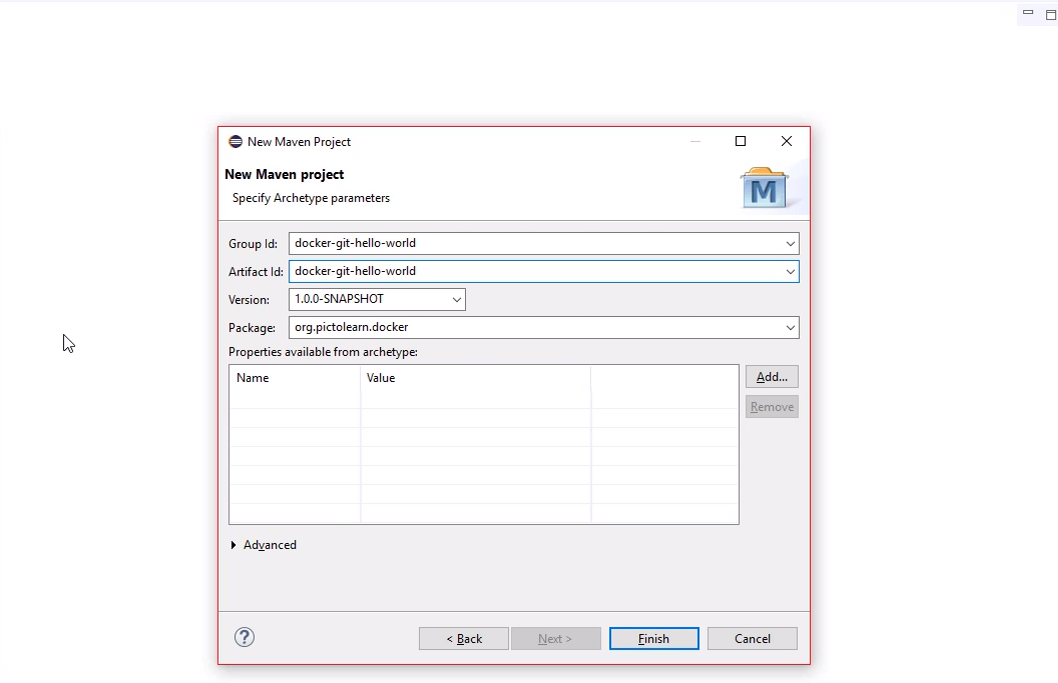 New Maven Project
New Maven project
Specify Archetype parameters
M
Group Id: docker-git-hello-world
Artifact Id: docker-git-hello-world
Version: 1.0.0-SNAPSHOT
Package: org.pictolearn.docker
Properties available from archetype:
Name Value
Add...
Remove
Advanced
? < Back Next > Finish Cancel